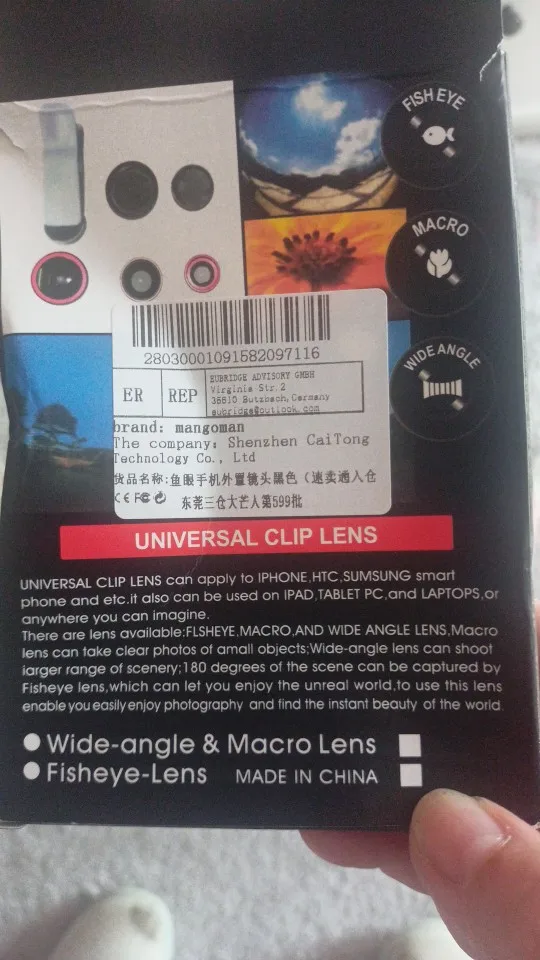 FISH EYE
MACRO
WIDE ANGLE
28030001091582097116
ER REP
EUBRIDGE ADVISORY GMBH
Virginia Str. 2
35510 Butzbach, Germany
eubridge@outlook.com
brand: mangoman
The company: Shenzhen CaiTong
Technology Co., Ltd
货品名称:鱼眼手机外置镜头黑色 (速卖通入仓
CE FC
东莞三仓大芒人第599批
UNIVERSAL CLIP LENS
UNIVERSAL CLIP LENS can apply to IPHONE,HTC,SUMSUNG smart
phone and etc.it also can be used on IPAD,TABLET PC,and LAPTOPS,or
anywhere you can imagine.
There are lens available:FLSHEYE,MACRO,AND WIDE ANGLE LENS,Macro
lens can take clear photos of amall objects;Wide-angle lens can shoot
iarger range of scenery;180 degrees of the scene can be captured by
Fisheye lens,which can let you enjoy the unreal world,to use this lens
enable you easily enjoy photography and find the instant beauty of the world.
Wide-angle & Macro Lens
Fisheye-Lens MADE IN CHINA